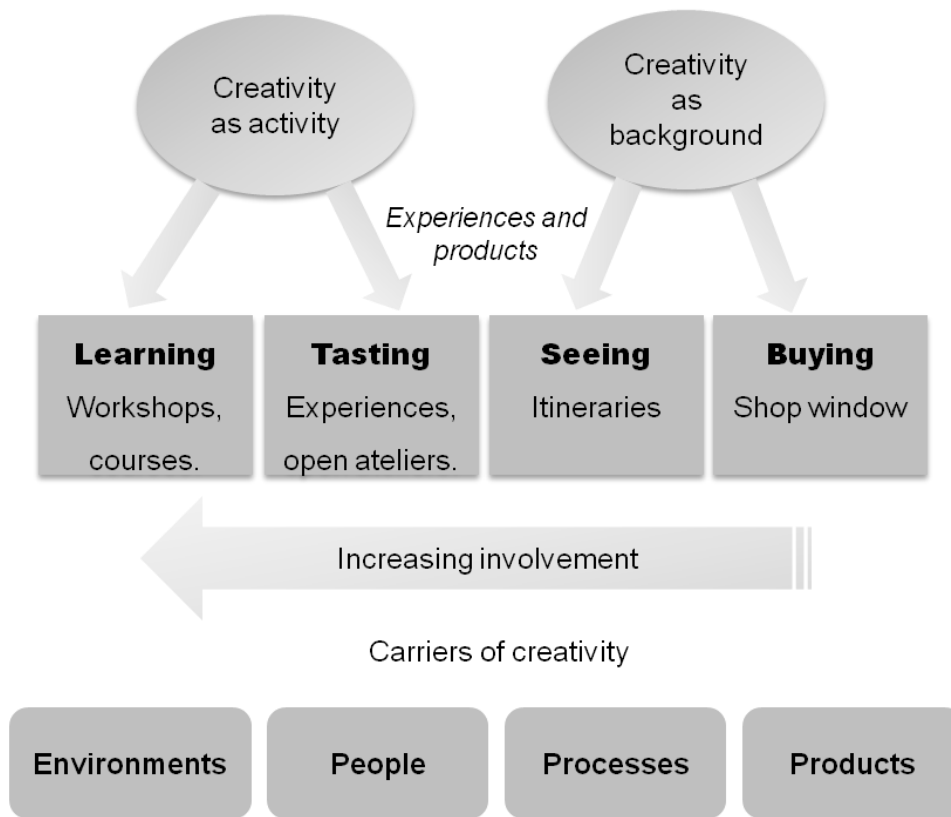 Creativity
as activity
Creativity
as
background
Experiences and
products
Learning
Workshops,
courses.
Tasting
Experiences,
open ateliers.
Seeing
Itineraries
Buying
Shop window
Increasing involvement
Carriers of creativity
Environments
People
Processes
Products